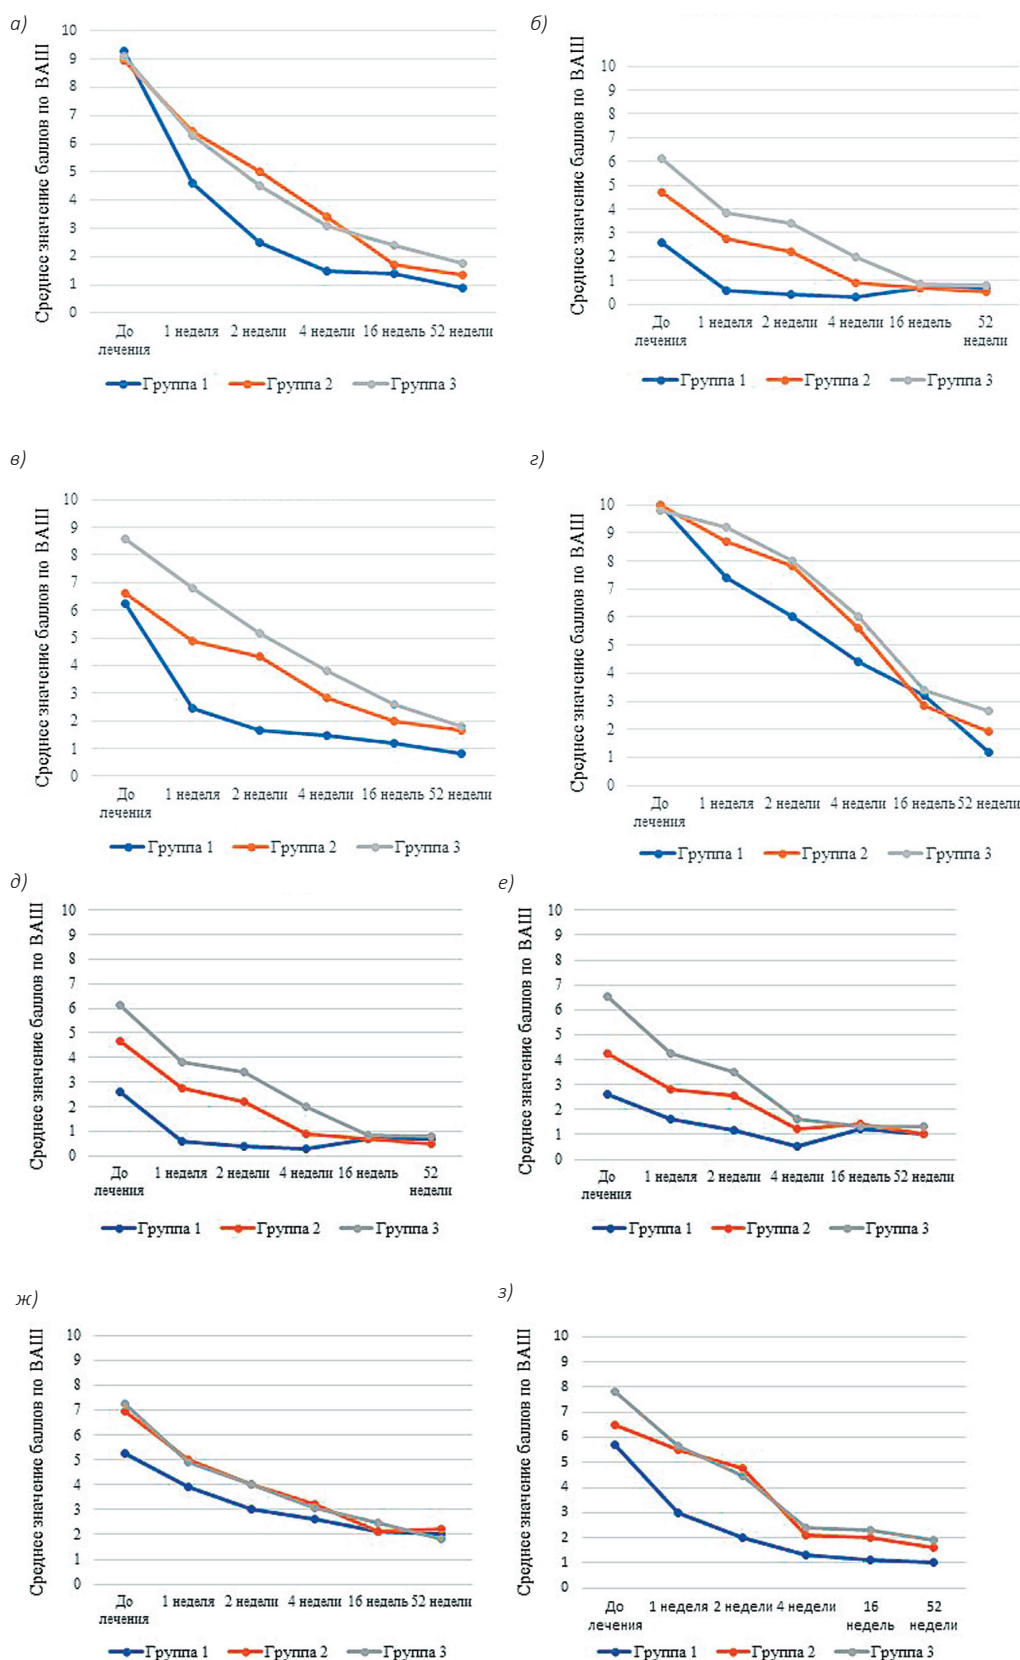 а)
Среднее значение баллов по ВАШ
10
9
8
7
6
5
4
3
2
1
0
До лечения
1 неделя
2 недели
4 недели
16 недель
52 недели
Группа 1
Группа 2
Группа 3
б)
Среднее значение баллов по ВАШ
10
9
8
7
6
5
4
3
2
1
0
До
лечения
1 неделя
2 недели
4 недели
16 недель
52
недели
Группа 1
Группа 2
Группа 3
в)
Среднее значение баллов по ВАШ
10
9
8
7
6
5
4
3
2
1
0
До
лечения
1 неделя
2 недели
4 недели
16 недель
52 недели
Группа 1
Группа 2
Группа 3
г)
Среднее значение баллов по ВАШ
10
9
8
7
6
5
4
3
2
1
0
До
лечения
1 неделя
2 недели
4 недели
16 недель
52 недели
Группа 1
Группа 2
Группа 3
д)
Среднее значение баллов по ВАШ
10
9
8
7
6
5
4
3
2
1
0
До
лечения
1 неделя
2 недели
4 недели
16 недель
52
недели
Группа 1
Группа 2
Группа 3
е)
Среднее значение баллов по ВАШ
10
9
8
7
6
5
4
3
2
1
0
До
лечения
1 неделя
2 недели
4 недели
16 недель
52 недели
Группа 1
Группа 2
Группа 3
ж)
Среднее значение баллов по ВАШ
10
9
8
7
6
5
4
3
2
1
0
До
лечения
1 неделя
2 недели
4 недели
16 недель
52 недели
Группа 1
Группа 2
Группа 3
з)
Среднее значение баллов по ВАШ
10
9
8
7
6
5
4
3
2
1
0
До
лечения
1 неделя
2 недели
4 недели
16
недель
52
недели
Группа 1
Группа 2
Группа 3